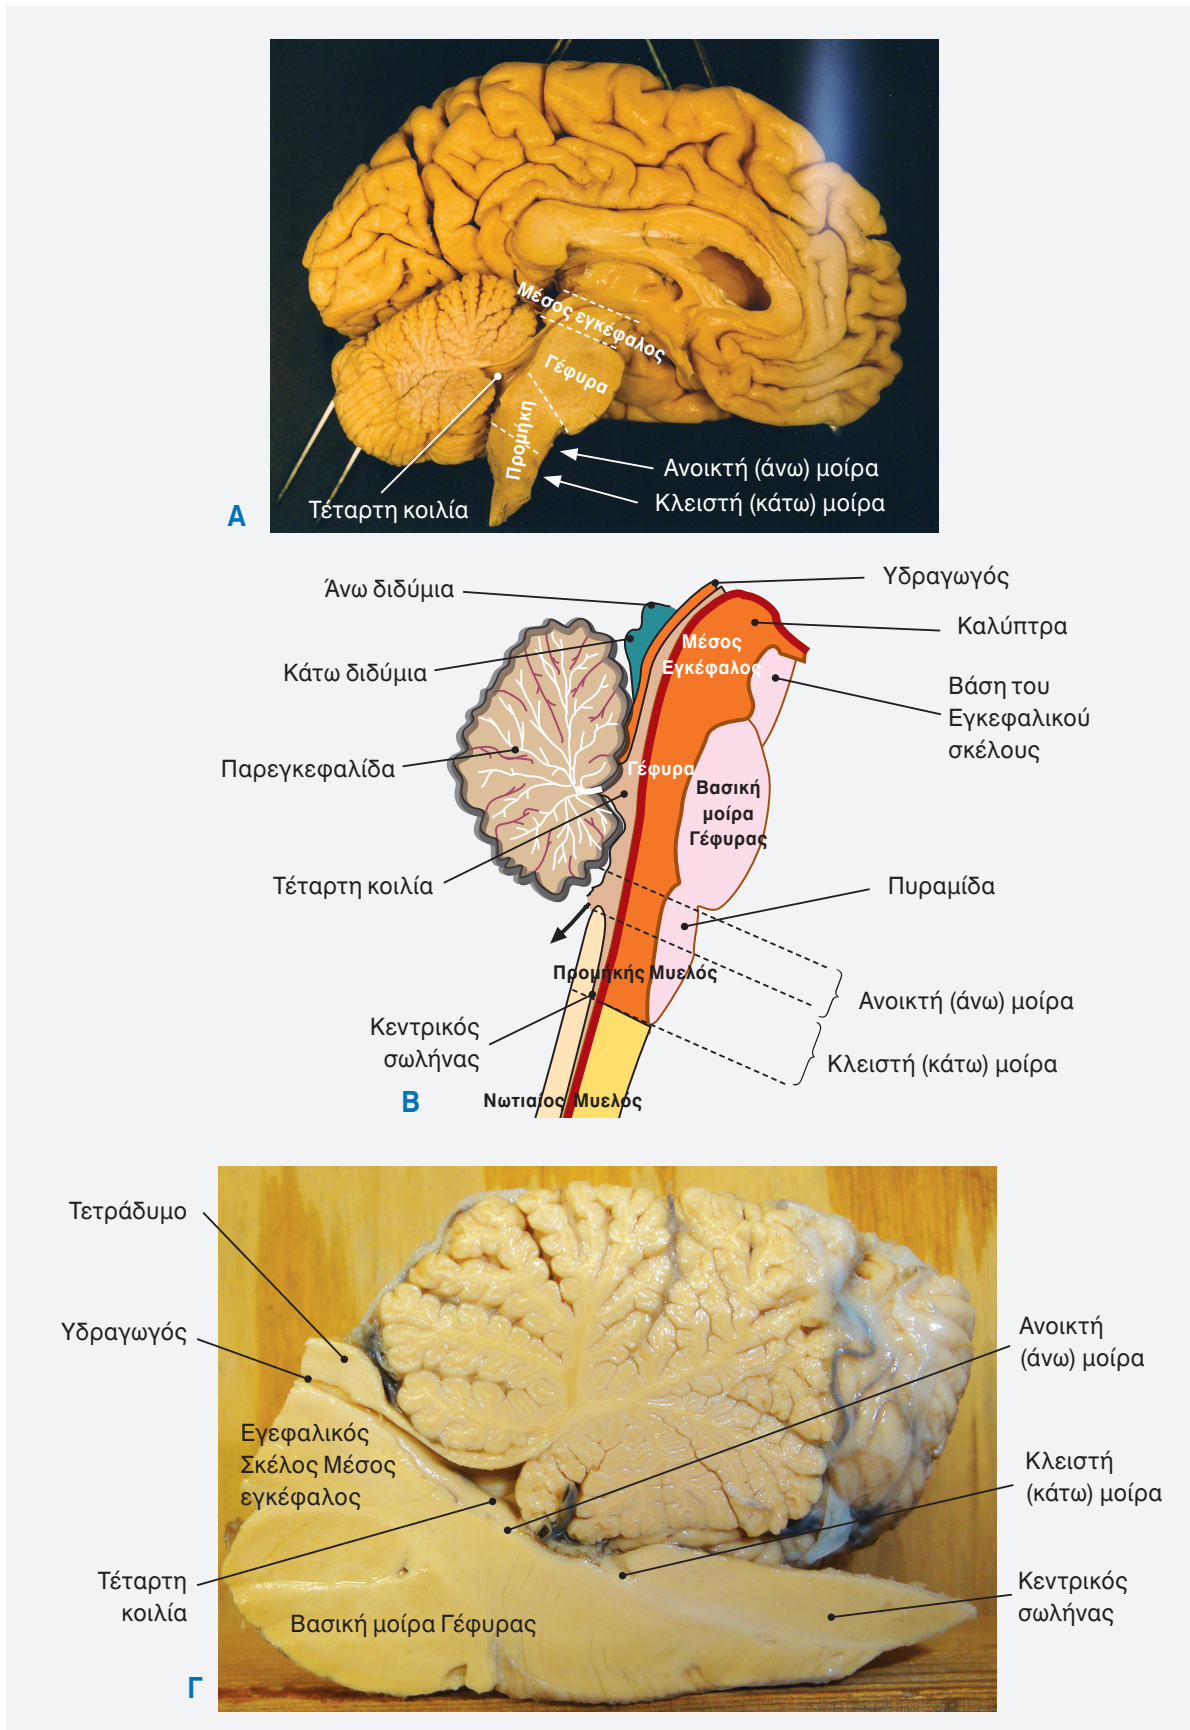 Μέσος εγκέφαλος
Γέφυρα
Προμήκη
Ανοικτή (άνω) μοίρα
Κλειστή (κάτω) μοίρα
Τέταρτη κοιλία
Α
Άνω διδύμια
Υδραγωγός
Καλύπτρα
Μέσος
Εγκέφαλος
Κάτω διδύμια
Βάση του
Εγκεφαλικού
σκέλους
Παρεγκεφαλίδα
Γέφυρα
Βασική
μοίρα
Γέφυρας
Τέταρτη κοιλία
Πυραμίδα
Προμήκής Μυελός
Ανοικτή (άνω) μοίρα
Κεντρικός
σωλήνας
Κλειστή (κάτω) μοίρα
Νωτιαίος Μυελός
Β
Τετράδυμο
Υδραγωγός
Ανοικτή
(άνω) μοίρα
Εγεφαλικός
Σκέλος Μέσος
εγκέφαλος
Κλειστή
(κάτω) μοίρα
Τέταρτη
κοιλία
Κεντρικός
σωλήνας
Βασική μοίρα Γέφυρας
Γ